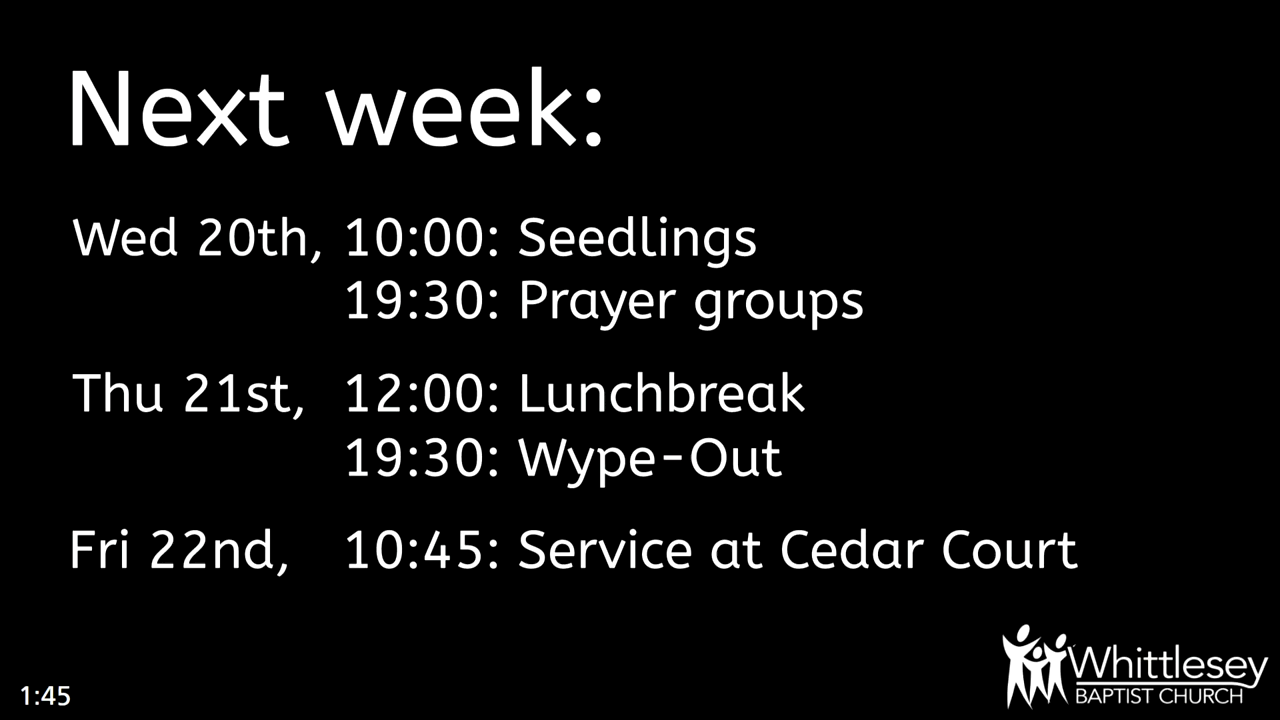 Next week:
Wed 20th, 10:00: Seedlings
19:30: Prayer groups
Thu 21st, 12:00: Lunchbreak
19:30: Wype-Out
Fri 22nd, 10:45: Service at Cedar Court
Whittlesey
BAPTIST CHURCH
1:45